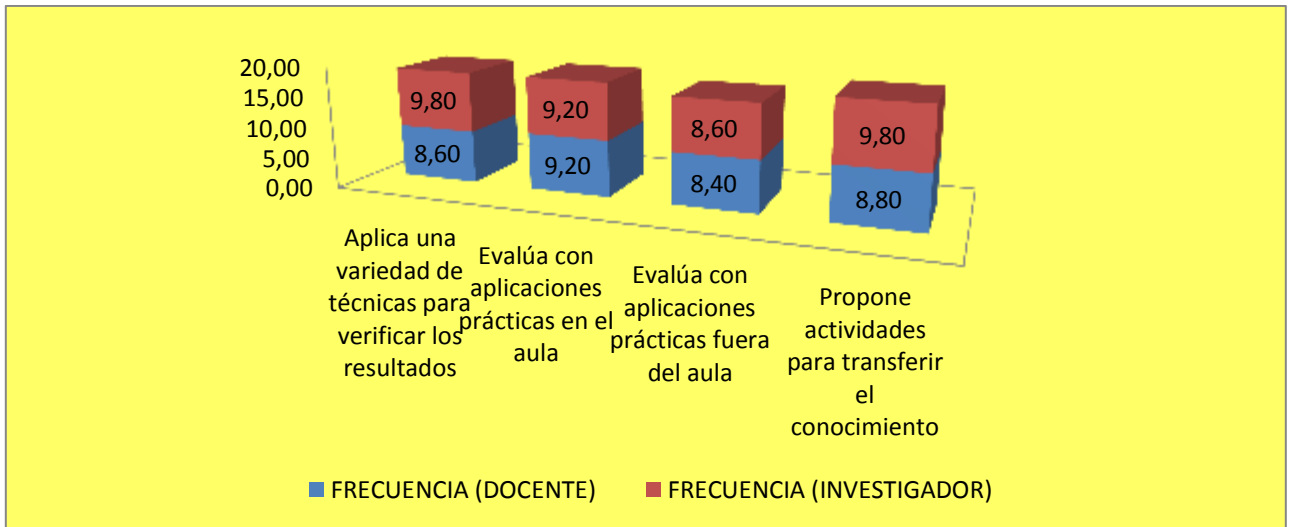 20,00
15,00
10,00
5,00
0,00
9,80
8,60
9,20
9,20
8,60
8,40
9,80
8,80
Aplica una
variedad de
técnicas para
verificar los
resultados
Evalúa con
aplicaciones
prácticas en el
aula
Evalúa con
aplicaciones
prácticas fuera
del aula
Propone
actividades
para transferir
el
conocimiento
FRECUENCIA (DOCENTE)
FRECUENCIA (INVESTIGADOR)